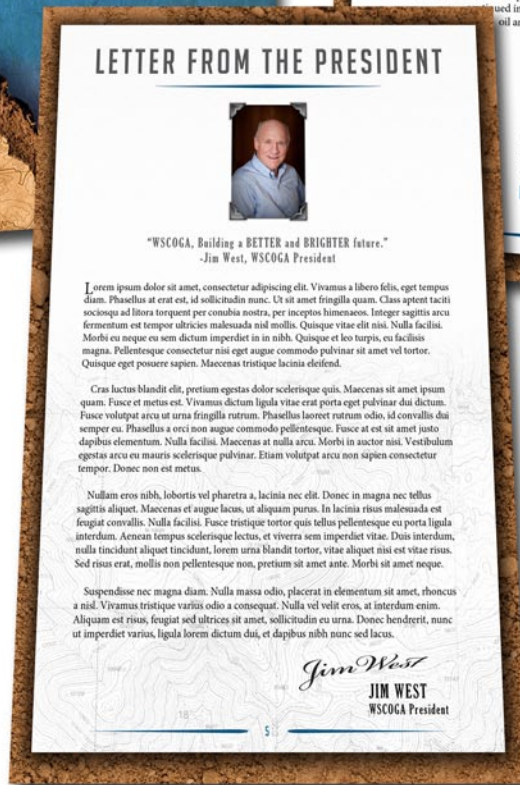 tinued in
oil an
LETTER FROM THE PRESIDENT
"WSCOGA, Building a BETTER and BRIGHTER future."
-Jim West, WSCOGA President
Lorem ipsum dolor sit amet, consectetur adipiscing elit. Vivamus a libero felis, eget tempus
diam. Phasellus at erat est, id sollicitudin nunc. Ut sit amet fringilla quam. Class aptent taciti
sociosqu ad litora torquent per conubia nostra, per inceptos himenaeos. Integer sagittis arcu
fermentum est tempor ultricies malesuada nisl mollis. Quisque vitae elit nisi. Nulla facilisi.
Morbi eu neque eu sem dictum imperdiet in in nibh. Quisque et leo turpis, eu facilisis
magna. Pellentesque consectetur nisi eget augue commodo pulvinar sit amet vel tortor.
Quisque eget posuere sapien. Maecenas tristique lacinia eleifend.
Cras luctus blandit elit, pretium egestas dolor scelerisque quis. Maecenas sit amet ipsum
quam. Fusce et metus est. Vivamus dictum ligula vitae erat porta eget pulvinar dui dictum.
Fusce volutpat arcu ut urna fringilla rutrum. Phasellus laoreet rutrum odio, id convallis dui
semper eu. Phasellus a orci non augue commodo pellentesque. Fusce at est sit amet justo
dapibus elementum. Nulla facilisi. Maecenas at nulla arcu. Morbi in auctor nisi. Vestibulum
egestas arcu eu mauris scelerisque pulvinar. Etiam volutpat arcu non sapien consectetur
tempor. Donec non est metus.
Nullam eros nibh, lobortis vel pharetra a, lacinia nec elit. Donec in magna nec tellus
sagittis aliquet. Maecenas et augue lacus, ut aliquam purus. In lacinia risus malesuada est
feugiat convallis. Nulla facilisi. Fusce tristique tortor quis tellus pellentesque eu porta ligula
interdum. Aenean tempus scelerisque lectus, et viverra sem imperdiet vitae. Duis interdum,
nulla tincidunt aliquet tincidunt, lorem urna blandit tortor, vitae aliquet nisi est vitae risus.
Sed risus erat, mollis non pellentesque non, pretium sit amet ante. Morbi sit amet neque.
Suspendisse nec magna diam. Nulla massa odio, placerat in elementum sit amet, rhoncus
a nisl. Vivamus tristique varius odio a consequat. Nulla vel velit eros, at interdum enim.
Aliquam est risus, feugiat sed ultrices sit amet, sollicitudin eu urna. Donec hendrerit, nunc
ut imperdiet varius, ligula lorem dictum dui, et dapibus nibh nunc sed lacus.
Jim West
JIM WEST
WSCOGA President
18
5